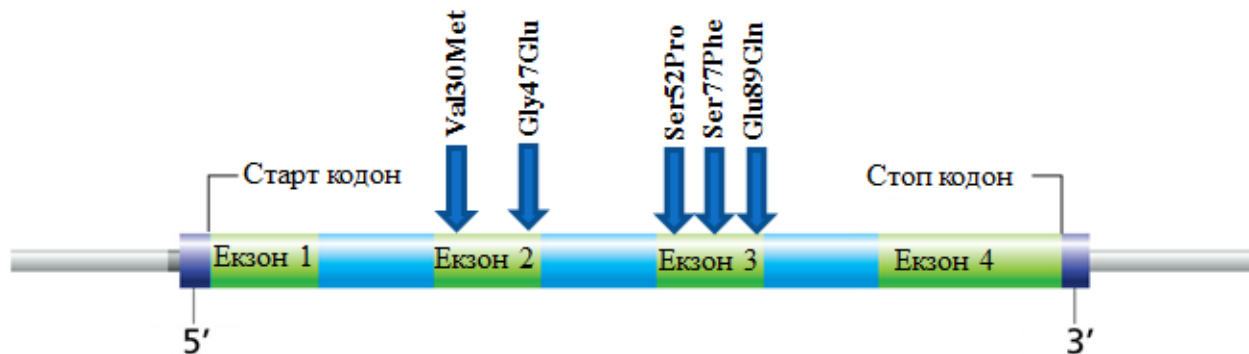 Val30Met
Gly47Glu
Ser52Pro
Ser77Phe
Glu89Gln
Старт кодон
Стоп кодон
Екзон 1
Екзон 2
Екзон 3
Екзон 4
5′
3′